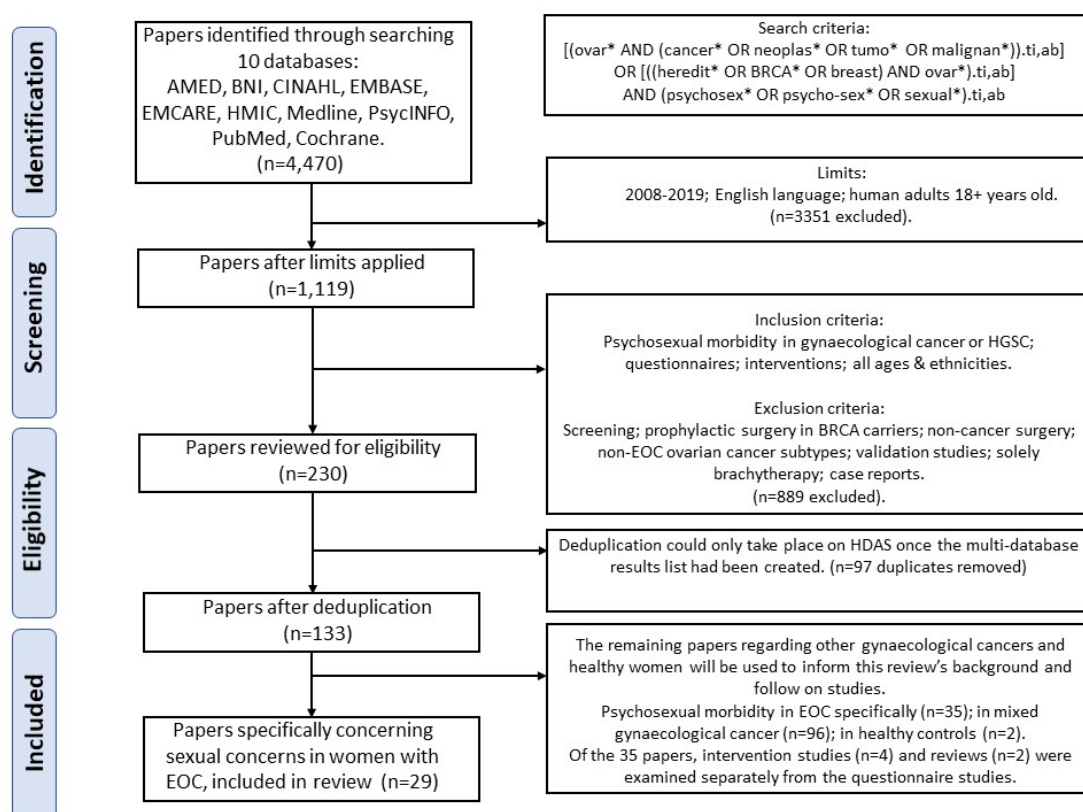 Identification
Papers identified through searching
10 databases:
AMED, BNI, CINAHL, EMBASE,
EMCARE, HMIC, Medline, PsycINFO,
PubMed, Cochrane.
(n=4,470)
Search criteria:
[(ovar* AND (cancer* OR neoplas* OR tumo* OR malignan*)).ti,ab]
OR [((heredit* OR BRCA* OR breast) AND ovar*).ti,ab]
AND (psychosex* OR psycho-sex* OR sexual*).ti,ab
Limits:
2008-2019; English language; human adults 18+ years old.
(n=3351 excluded).
Screening
Papers after limits applied
(n=1,119)
Inclusion criteria:
Psychosexual morbidity in gynaecological cancer or HGSC;
questionnaires; interventions; all ages & ethnicities.
Exclusion criteria:
Screening; prophylactic surgery in BRCA carriers; non-cancer surgery;
non-EOC ovarian cancer subtypes; validation studies; solely
brachytherapy; case reports.
(n=889 excluded).
Eligibility
Papers reviewed for eligibility
(n=230)
Deduplication could only take place on HDAS once the multi-database
results list had been created. (n=97 duplicates removed)
Papers after deduplication
(n=133)
Included
The remaining papers regarding other gynaecological cancers and
healthy women will be used to inform this review's background and
follow on studies.
Psychosexual morbidity in EOC specifically (n=35); in mixed
gynaecological cancer (n=96); in healthy controls (n=2).
Of the 35 papers, intervention studies (n=4) and reviews (n=2) were
examined separately from the questionnaire studies.
Papers specifically concerning
sexual concerns in women with
EOC, included in review (n=29)